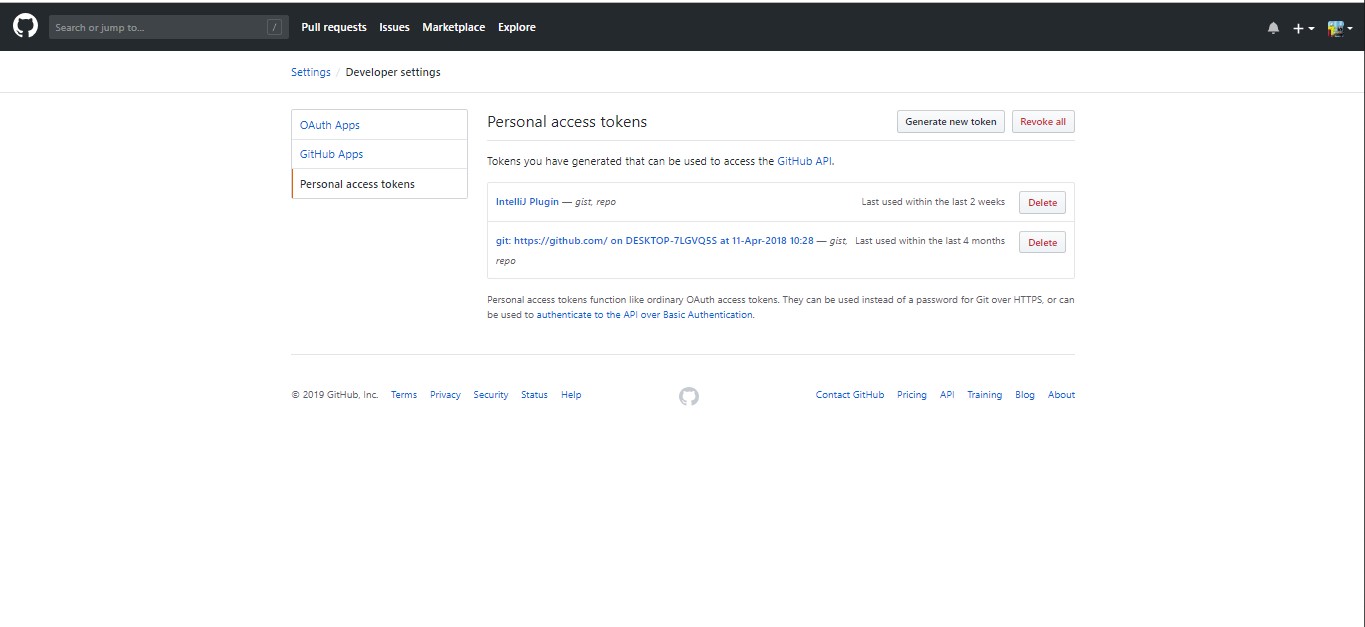 Search or jump to... /
Pull requests Issues Marketplace Explore
Settings / Developer settings
OAuth Apps
GitHub Apps
Personal access tokens
Personal access tokens
Generate new token Revoke all
Tokens you have generated that can be used to access the GitHub API.
IntelliJ Plugin — gist, repo Last used within the last 2 weeks Delete
git: https://github.com/ on DESKTOP-7LGVQ5S at 11-Apr-2018 10:28 — gist, Last used within the last 4 months Delete
repo
Personal access tokens function like ordinary OAuth access tokens. They can be used instead of a password for Git over HTTPS, or can
be used to authenticate to the API over Basic Authentication.
© 2019 GitHub, Inc. Terms Privacy Security Status Help Contact GitHub Pricing API Training Blog About